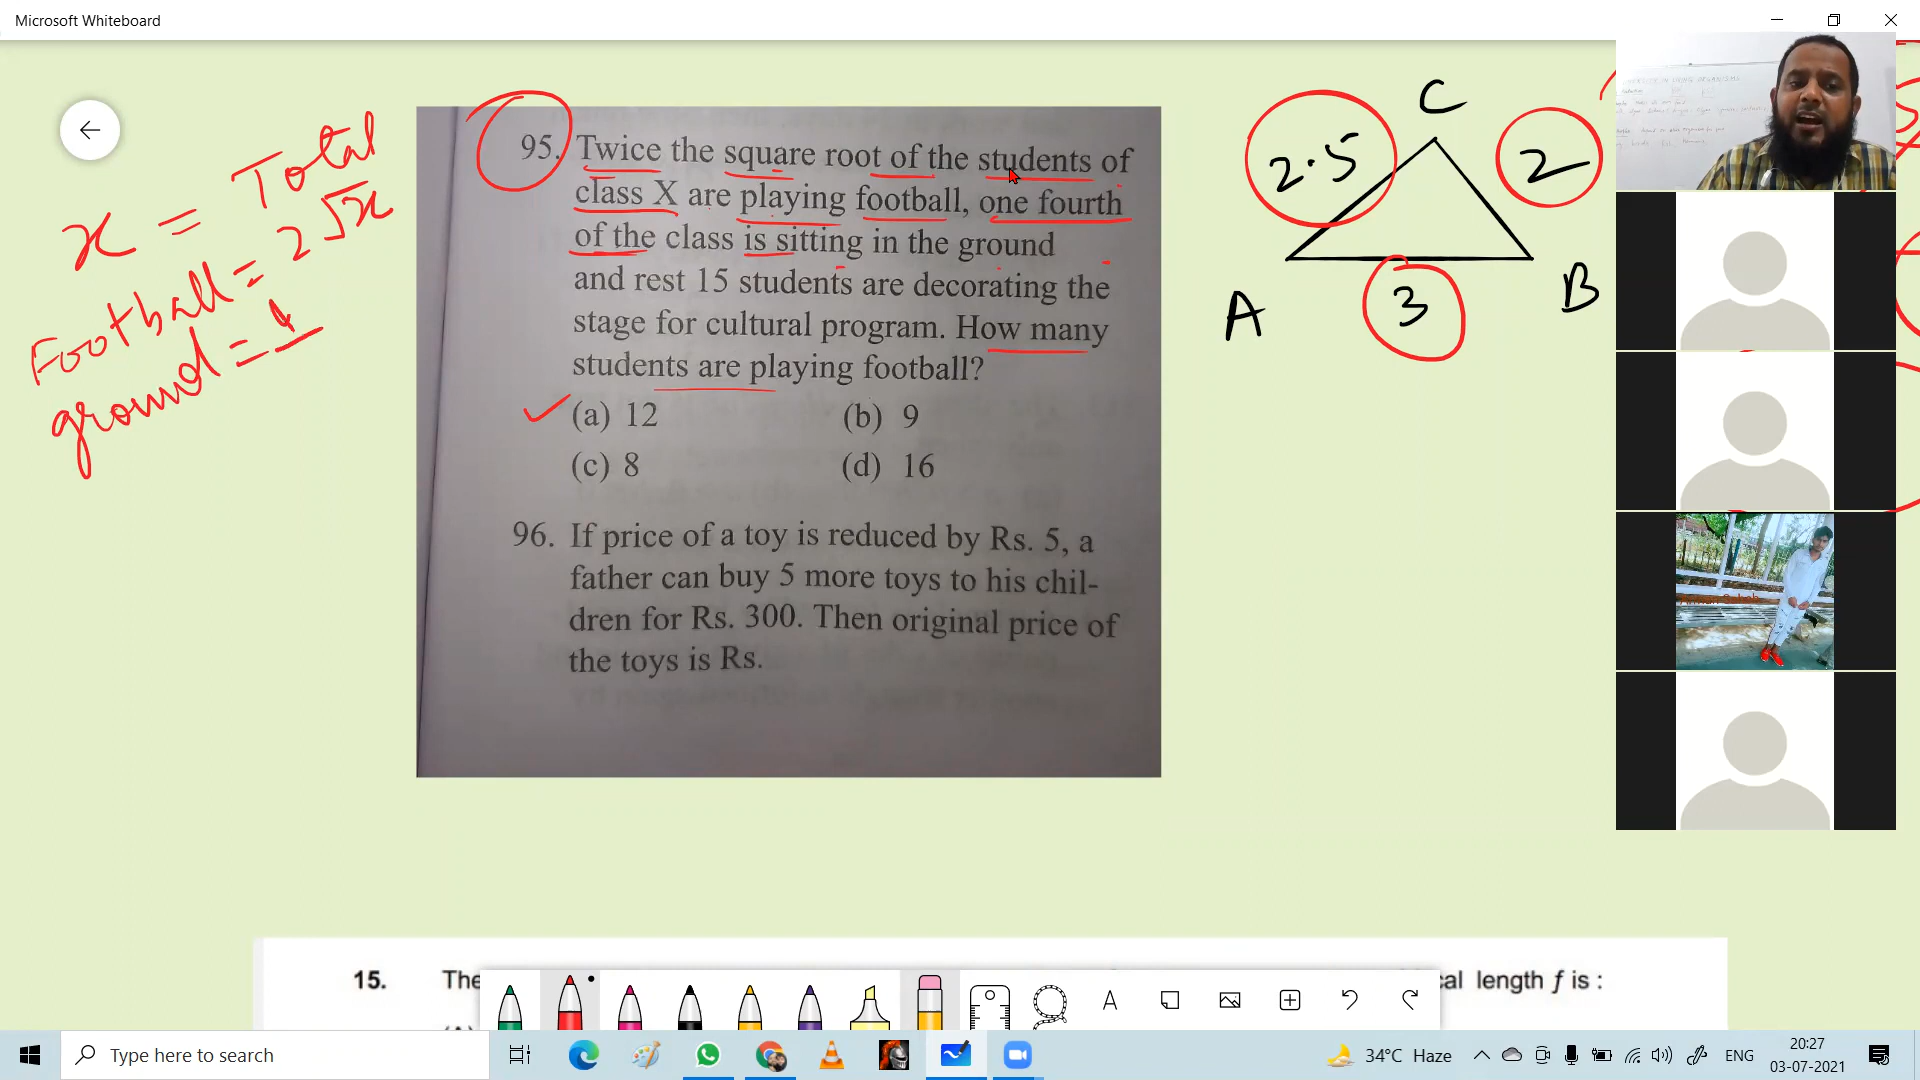 Microsoft Whiteboard
x = Total
Football = 2√x
ground = 1
95. Twice the square root of the students of
class X are playing football, one fourth
of the class is sitting in the ground
and rest 15 students are decorating the
stage for cultural program. How many
students are playing football?
(a) 12 (b) 9
(c) 8 (d) 16
96. If price of a toy is reduced by Rs. 5, a
father can buy 5 more toys to his chil-
dren for Rs. 300. Then original price of
the toys is Rs.
C
2.5 2
A 3 B
15. The
cal length f is :
Type here to search
34°C Haze
ENG
20:27
03-07-2021